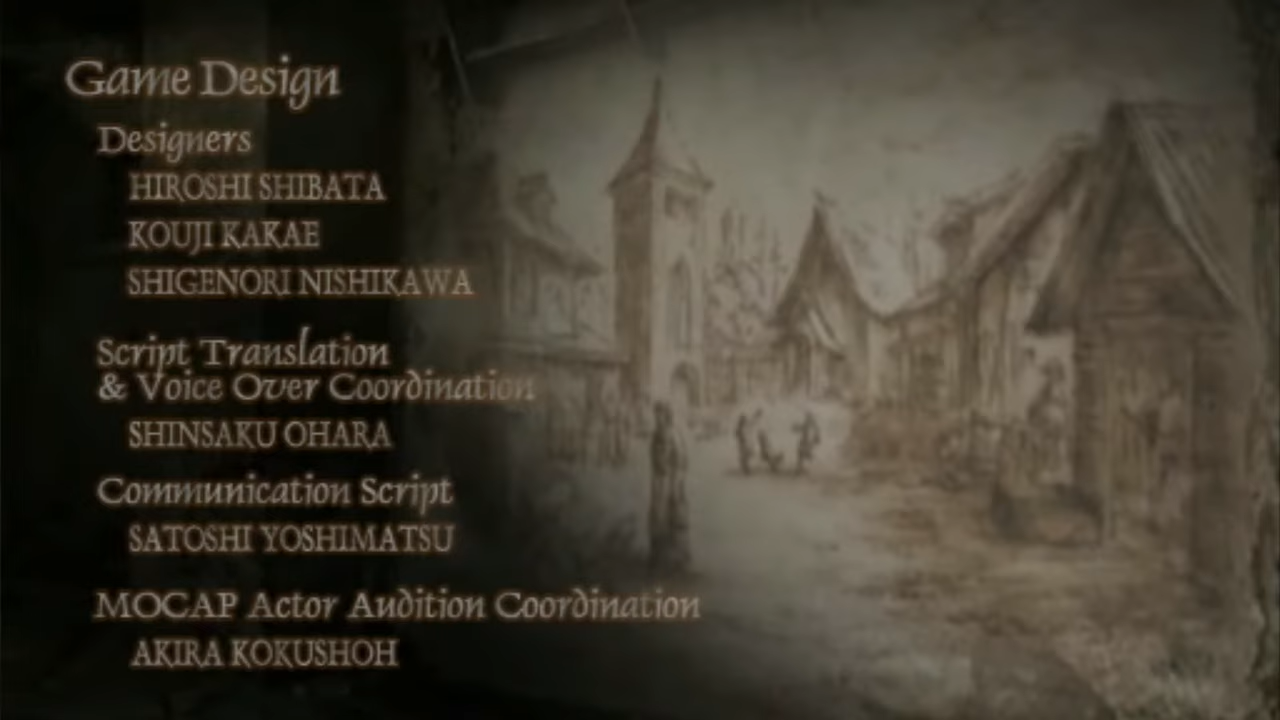 Game Design
Designers
HIROSHI SHIBATA
KOUJI KAKAE
SHIGENORI NISHIKAWA
Script Translation
& Voice Over Coordination
SHINSAKU OHARA
Communication Script
SATOSHI YOSHIMATSU
MOCAP Actor Audition Coordination
AKIRA KOKUSHOH